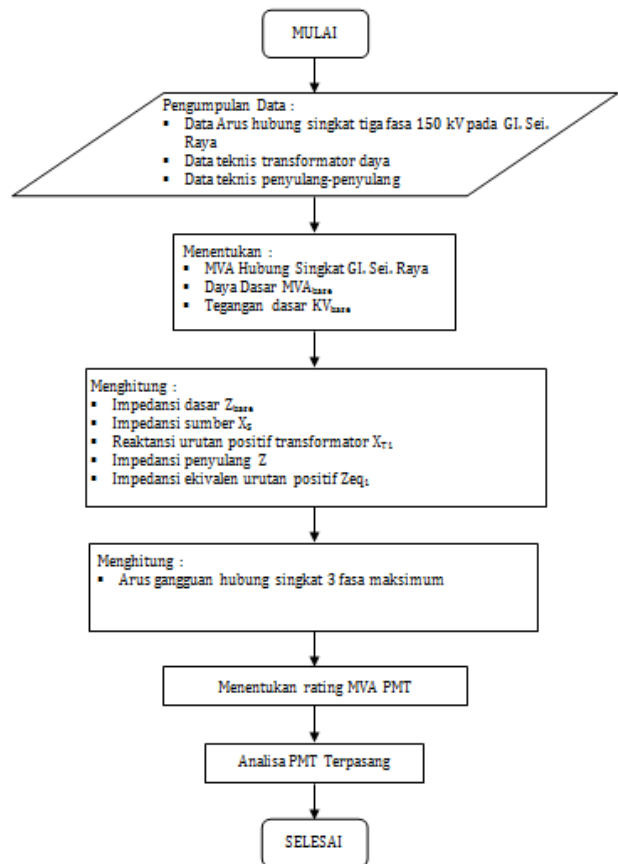 MULAI
Pengumpulan Data :
▪ Data Arus hubung singkat tiga fasa 150 kV pada GI. Sei.
Raya
▪ Data teknis transformator daya
▪ Data teknis penyulang-penyulang
Menentukan :
▪ MVA Hubung Singkat GI. Sei. Raya
▪ Daya Dasar MVAbase
▪ Tegangan dasar KVbase
Menghitung :
▪ Impedansi dasar Zbase
▪ Impedansi sumber XS
▪ Reaktansi urutan positif transformator XT1
▪ Impedansi penyulang Z
▪ Impedansi ekivalen urutan positif Zeq1
Menghitung :
▪ Arus gangguan hubung singkat 3 fasa maksimum
Menentukan rating MVA PMT
Analisa PMT Terpasang
SELESAI